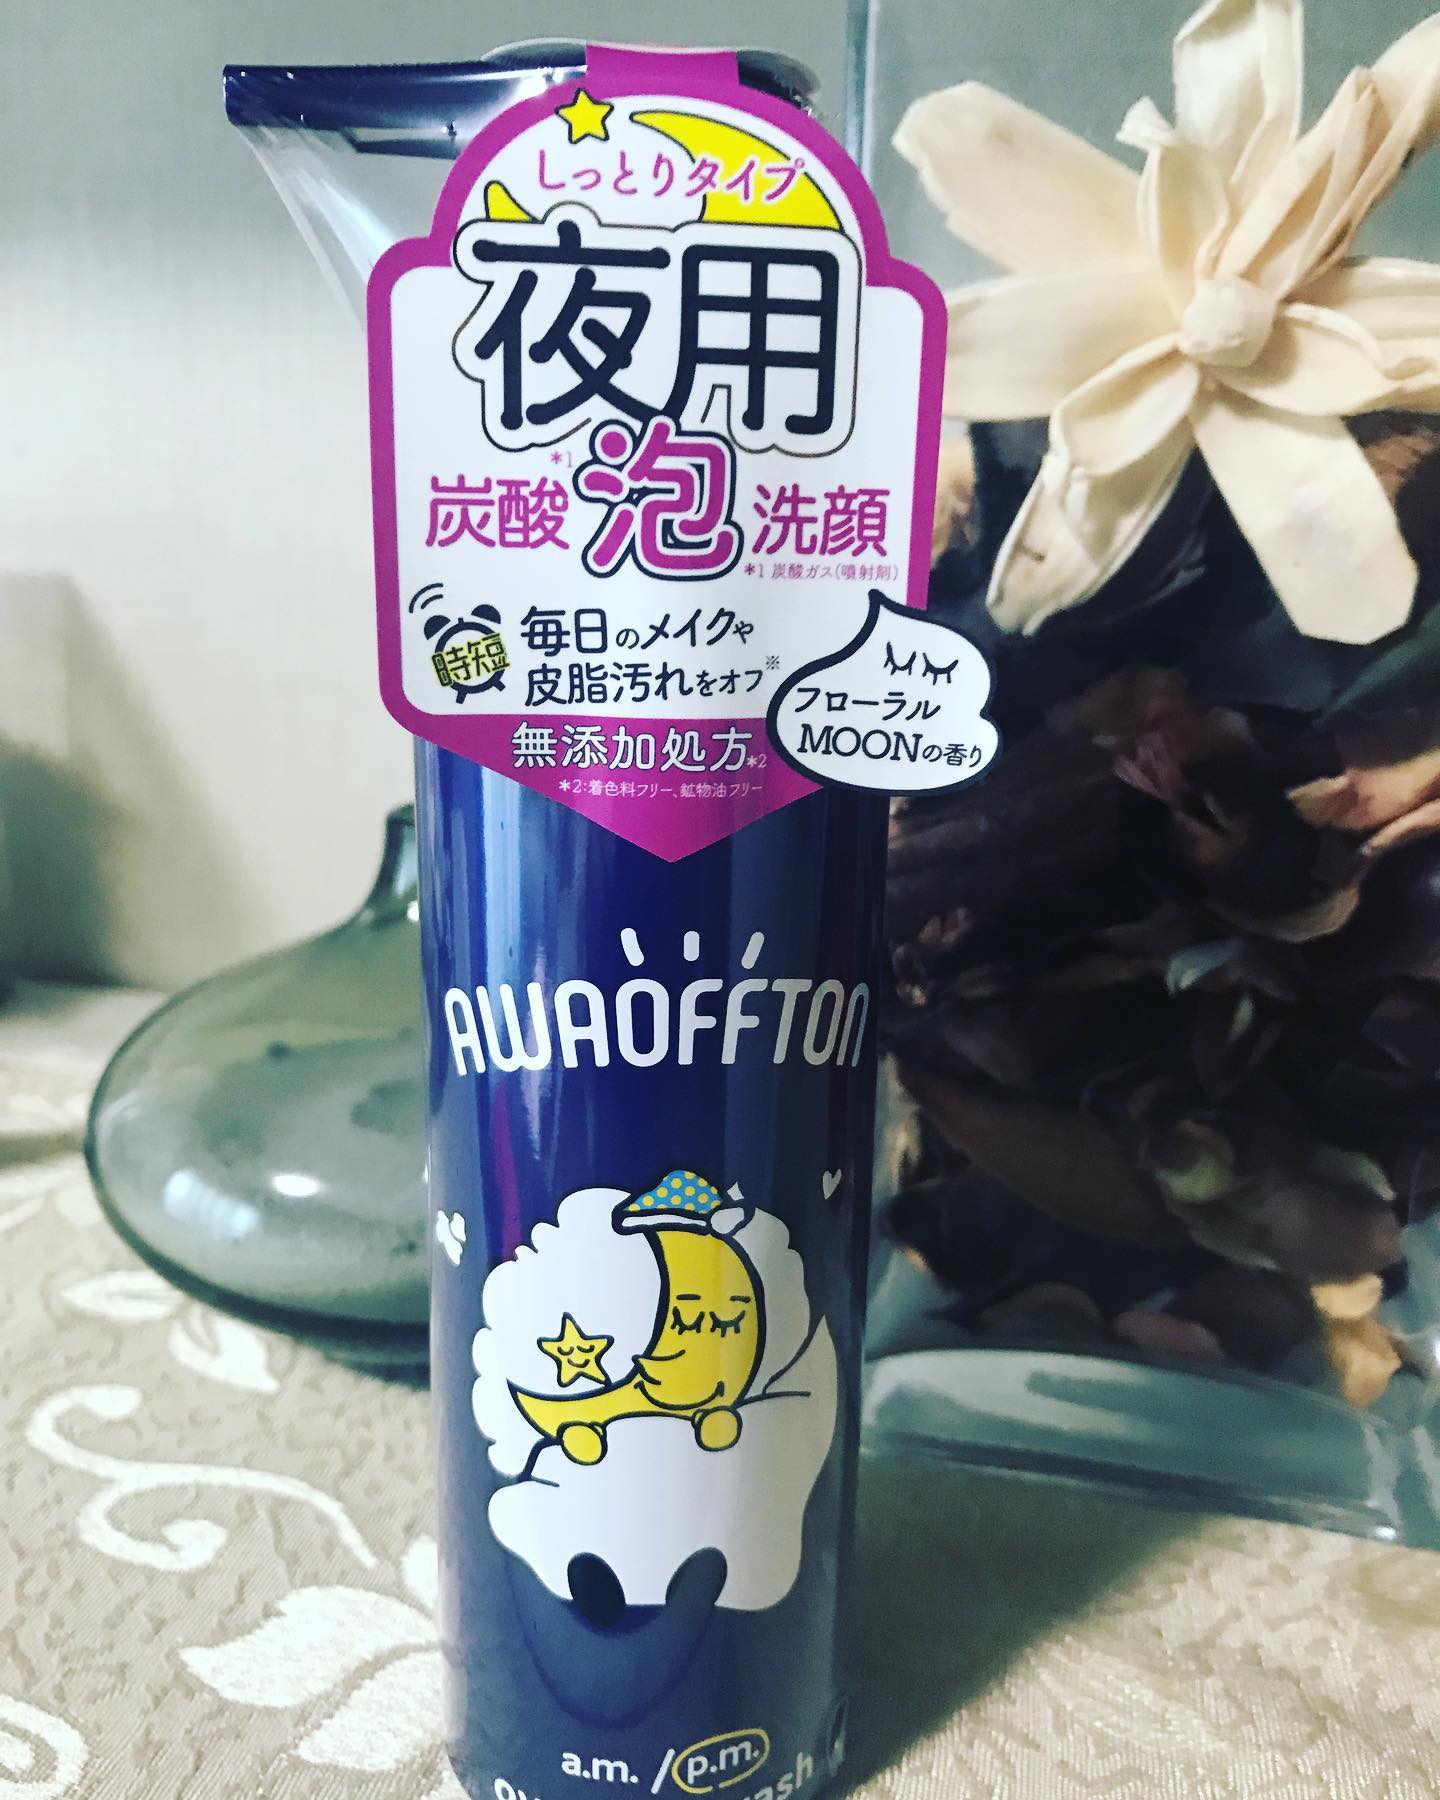 しっとりタイプ
夜用
炭酸*1泡洗顔
*1 炭酸ガス(噴射剤)
時短
毎日のメイクや
皮脂汚れをオフ※
フローラル
MOONの香り
無添加処方*2
*2:着色料フリー、鉱物油フリー
AWAOFFTON
a.m. / p.m.